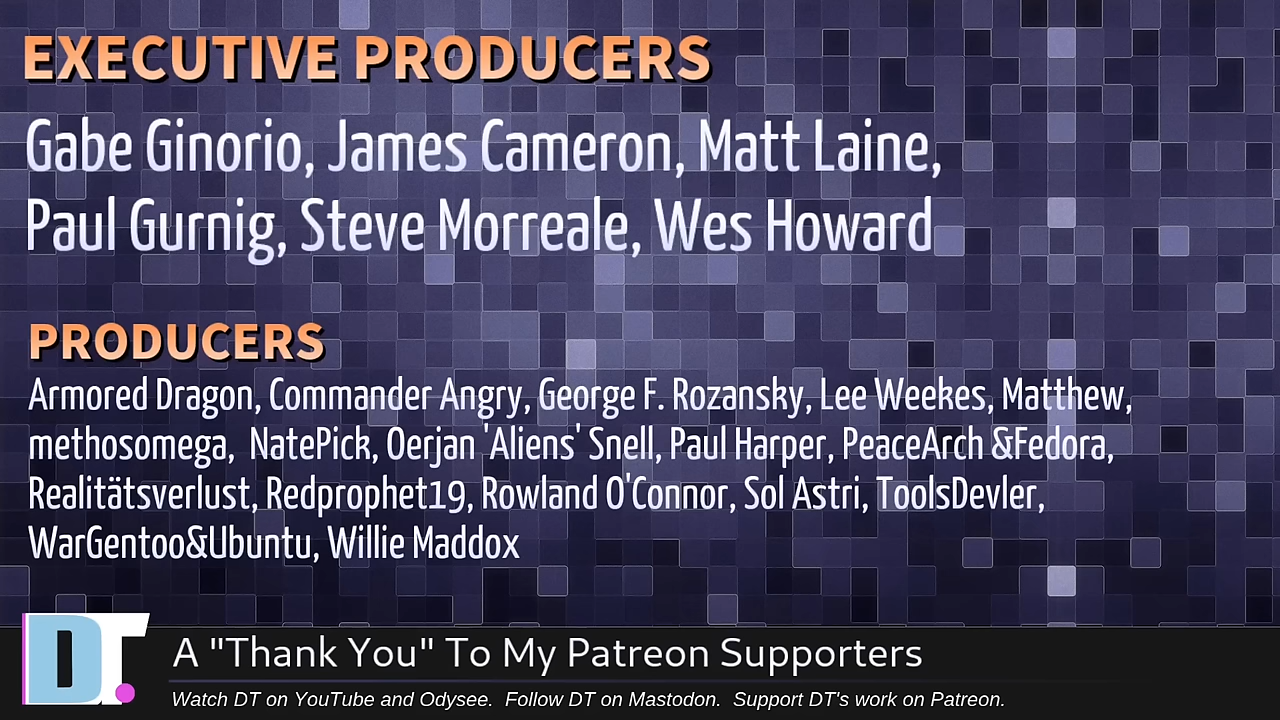 EXECUTIVE PRODUCERS
Gabe Ginorio, James Cameron, Matt Laine,
Paul Gurnig, Steve Morreale, Wes Howard
PRODUCERS
Armored Dragon, Commander Angry, George F. Rozansky, Lee Weekes, Matthew,
methosomega,  NatePick, Oerjan 'Aliens' Snell, Paul Harper, PeaceArch &Fedora,
Realitätsverlust, Redprophet19, Rowland O'Connor, Sol Astri, ToolsDevler,
WarGentoo&Ubuntu, Willie Maddox
DT.
A "Thank You" To My Patreon Supporters
Watch DT on YouTube and Odysee.  Follow DT on Mastodon.  Support DT's work on Patreon.